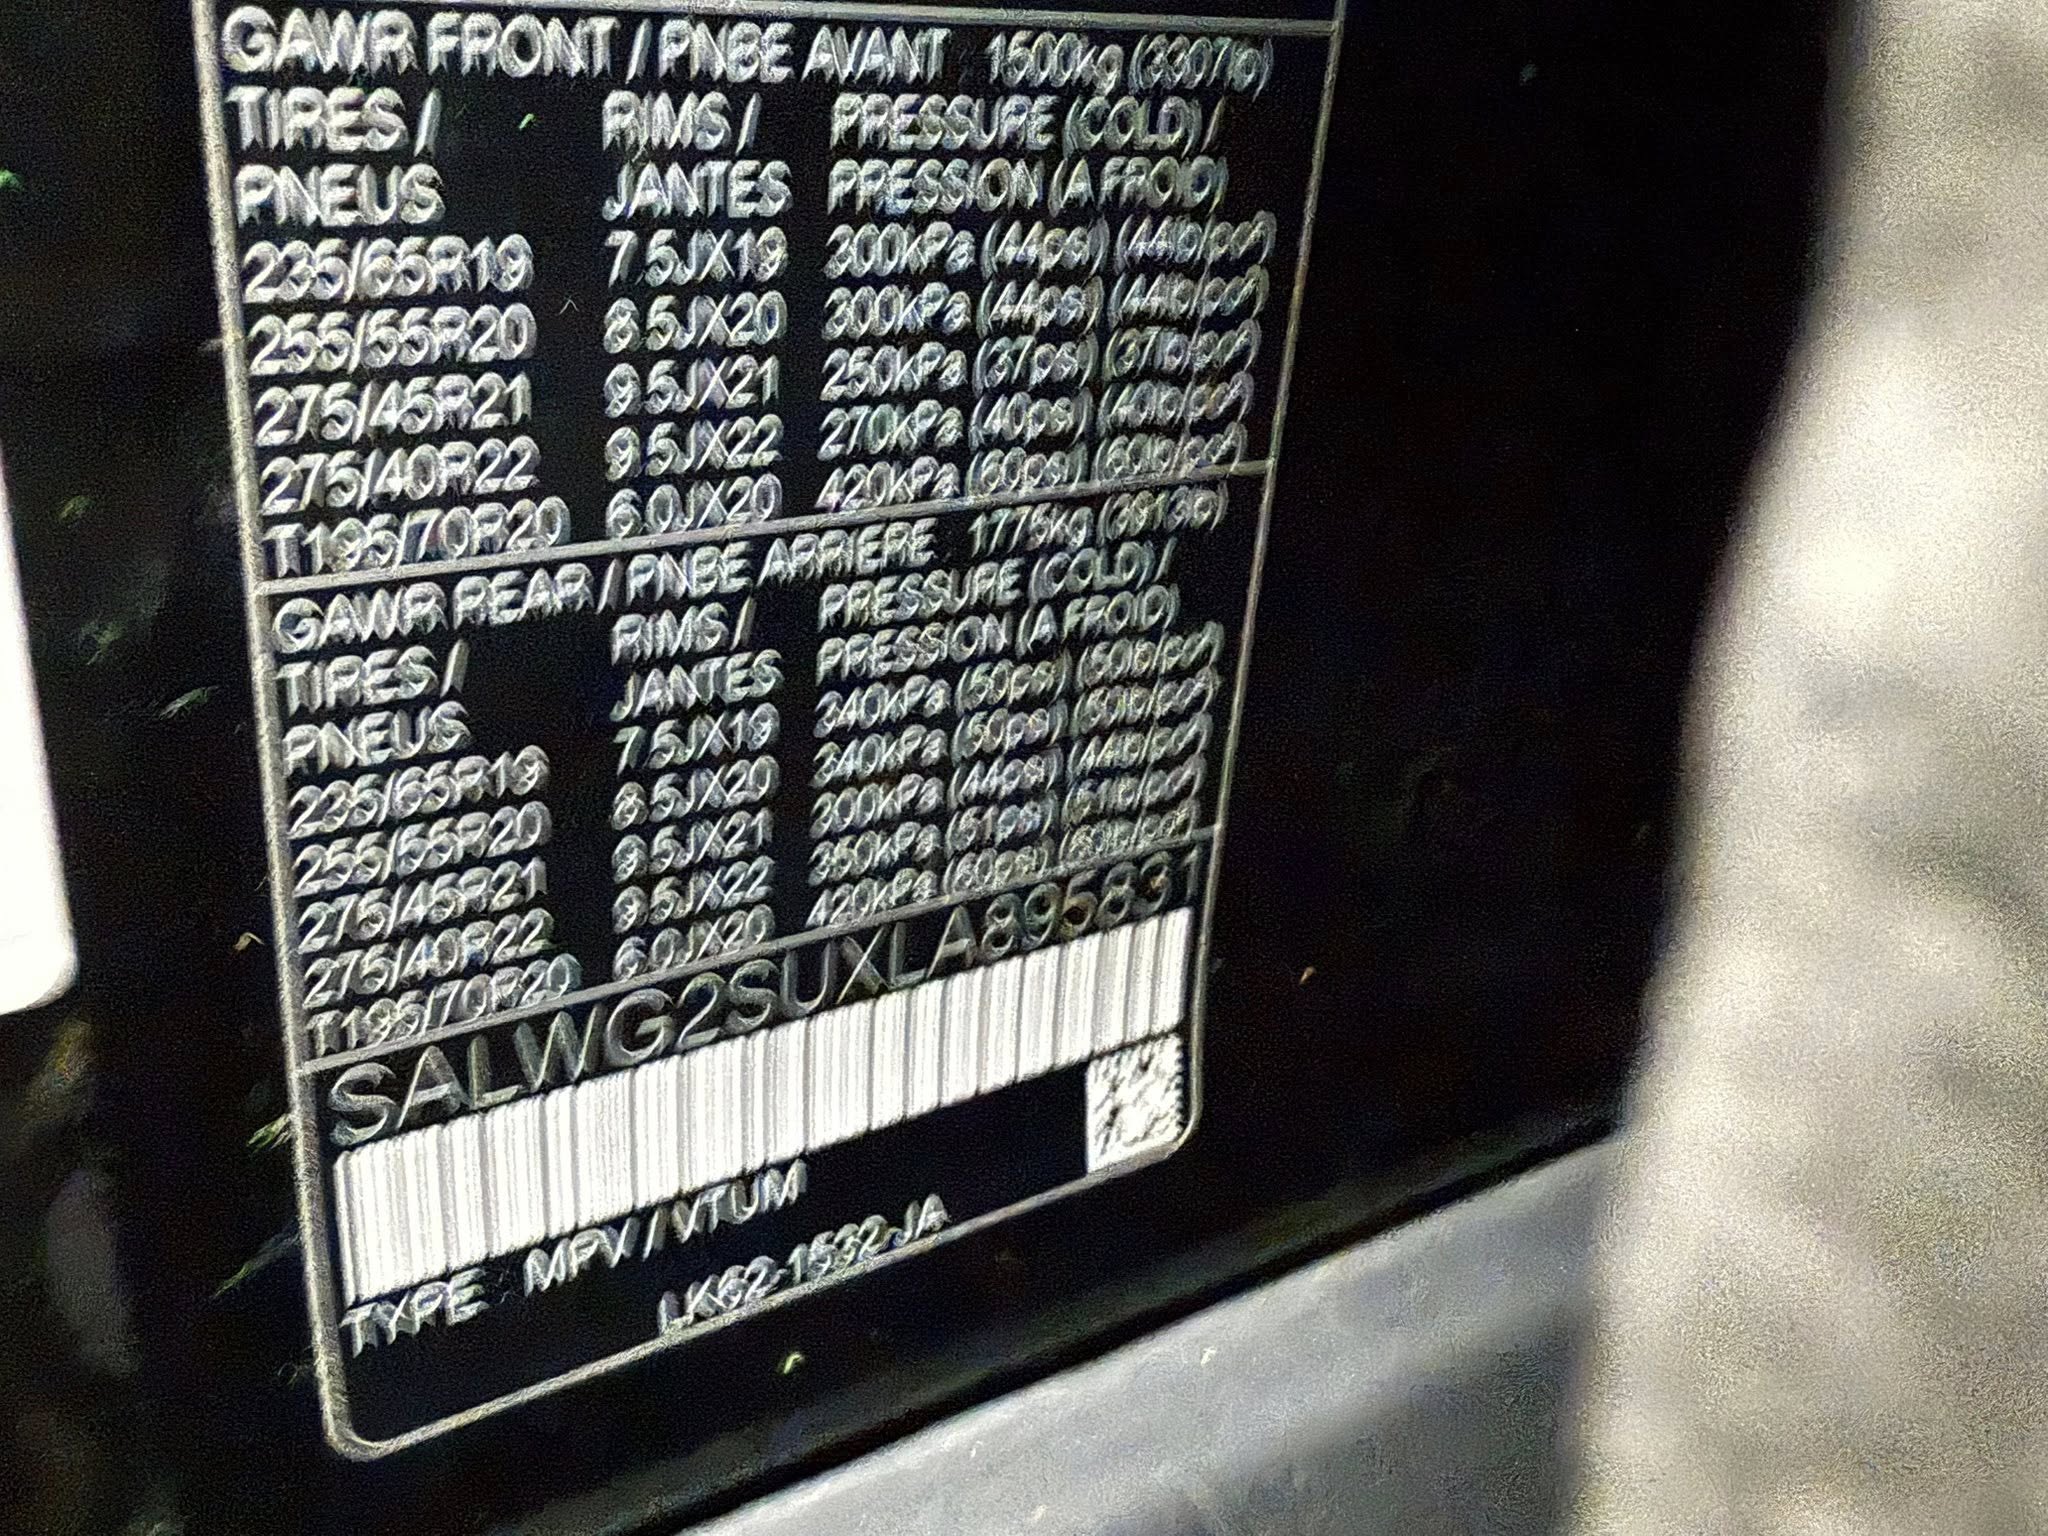 GAWR FRONT / PNBE AVANT 1500kg (3307lb)
TIRES / RIMS / PRESSURE (COLD) /
PNEUS JANTES PRESSION (A FROID)
235/65R19 7.5JX19 300kPa (44psi) (44lb/po2)
255/55R20 8.5JX20 300kPa (44psi) (44lb/po2)
275/45R21 9.5JX21 250kPa (37psi) (37lb/po2)
275/40R22 9.5JX22 270kPa (40psi) (40lb/po2)
T195/70R20 6.0JX20 420kPa (60psi) (60lb/po2)
GAWR REAR / PNBE ARRIERE 1775kg (3913lb)
TIRES / RIMS / PRESSURE (COLD) /
PNEUS JANTES PRESSION (A FROID)
235/65R19 7.5JX19 340kPa (50psi) (50lb/po2)
255/55R20 8.5JX20 340kPa (50psi) (50lb/po2)
275/45R21 9.5JX21 300kPa (44psi) (44lb/po2)
275/40R22 9.5JX22 350kPa (51psi) (51lb/po2)
T195/70R20 6.0JX20 420kPa (60psi) (60lb/po2)
SALWG2SUXLA895831
TYPE MPV / VTUM
LK62-1532-JA